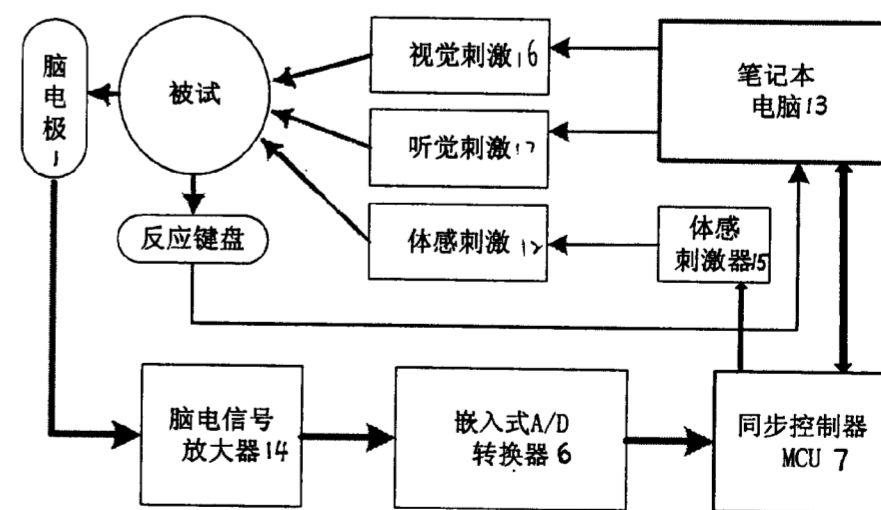 脑
电
极
1
被试
视觉刺激16
笔记本
电脑13
听觉刺激17
体感刺激12
体感
刺激器15
反应键盘
脑电信号
放大器14
嵌入式A/D
转换器6
同步控制器
MCU 7